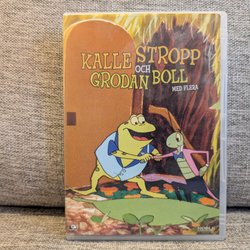 KALLE STROPP
OCH
GRODAN BOLL
MED FLERA